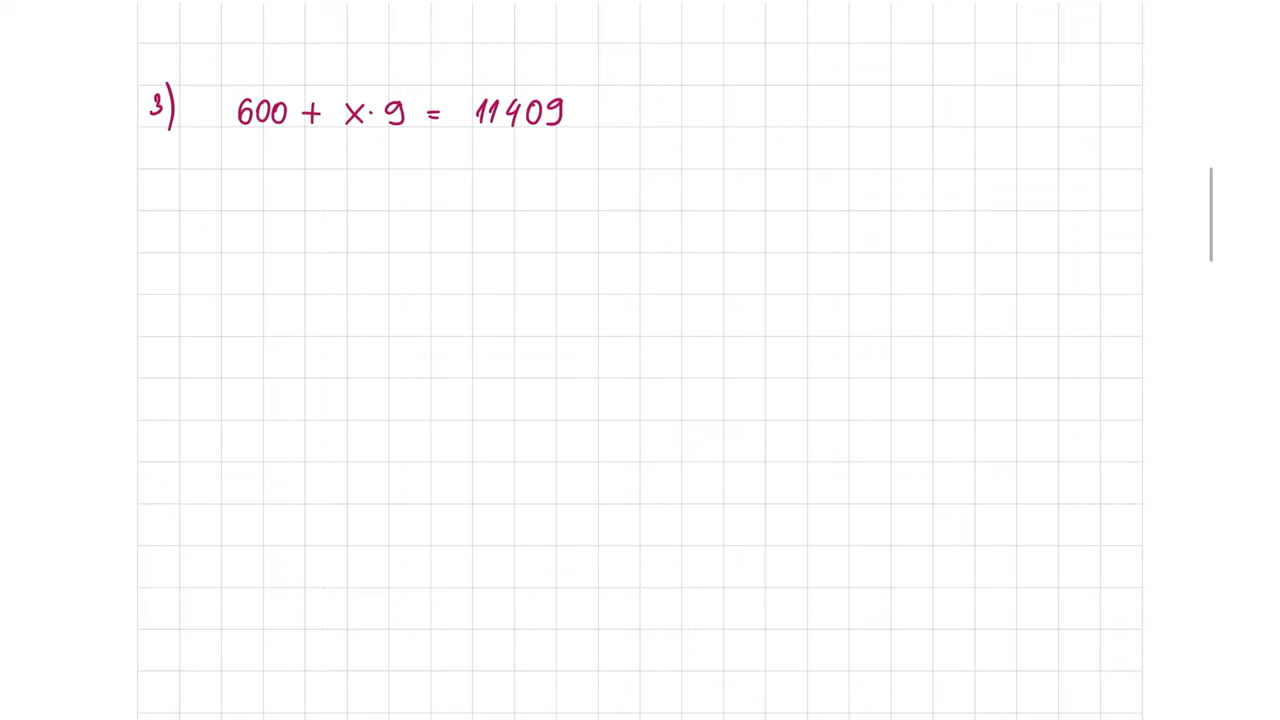 3) 600 + x · 9 = 11409